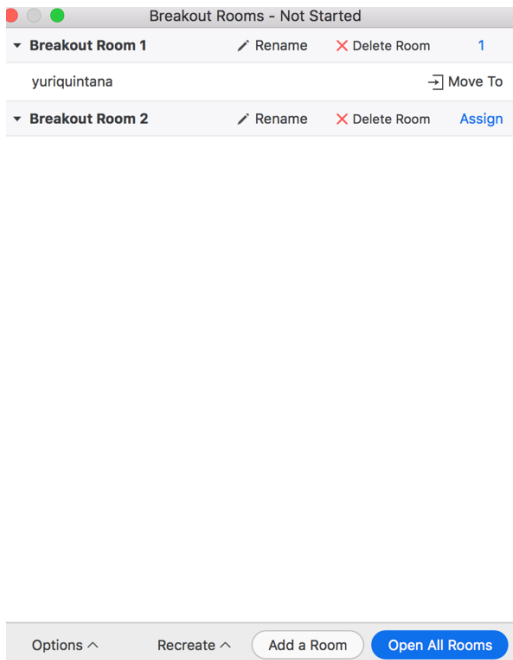 Breakout Rooms - Not Started
Breakout Room 1 Rename Delete Room 1
yuriquintana Move To
Breakout Room 2 Rename Delete Room Assign
Options Recreate Add a Room Open All Rooms